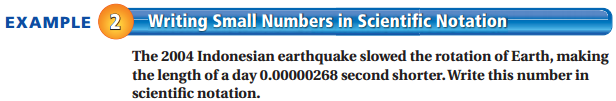 EXAMPLE 2 Writing Small Numbers in Scientific Notation
The 2004 Indonesian earthquake slowed the rotation of Earth, making
the length of a day 0.00000268 second shorter. Write this number in
scientific notation.